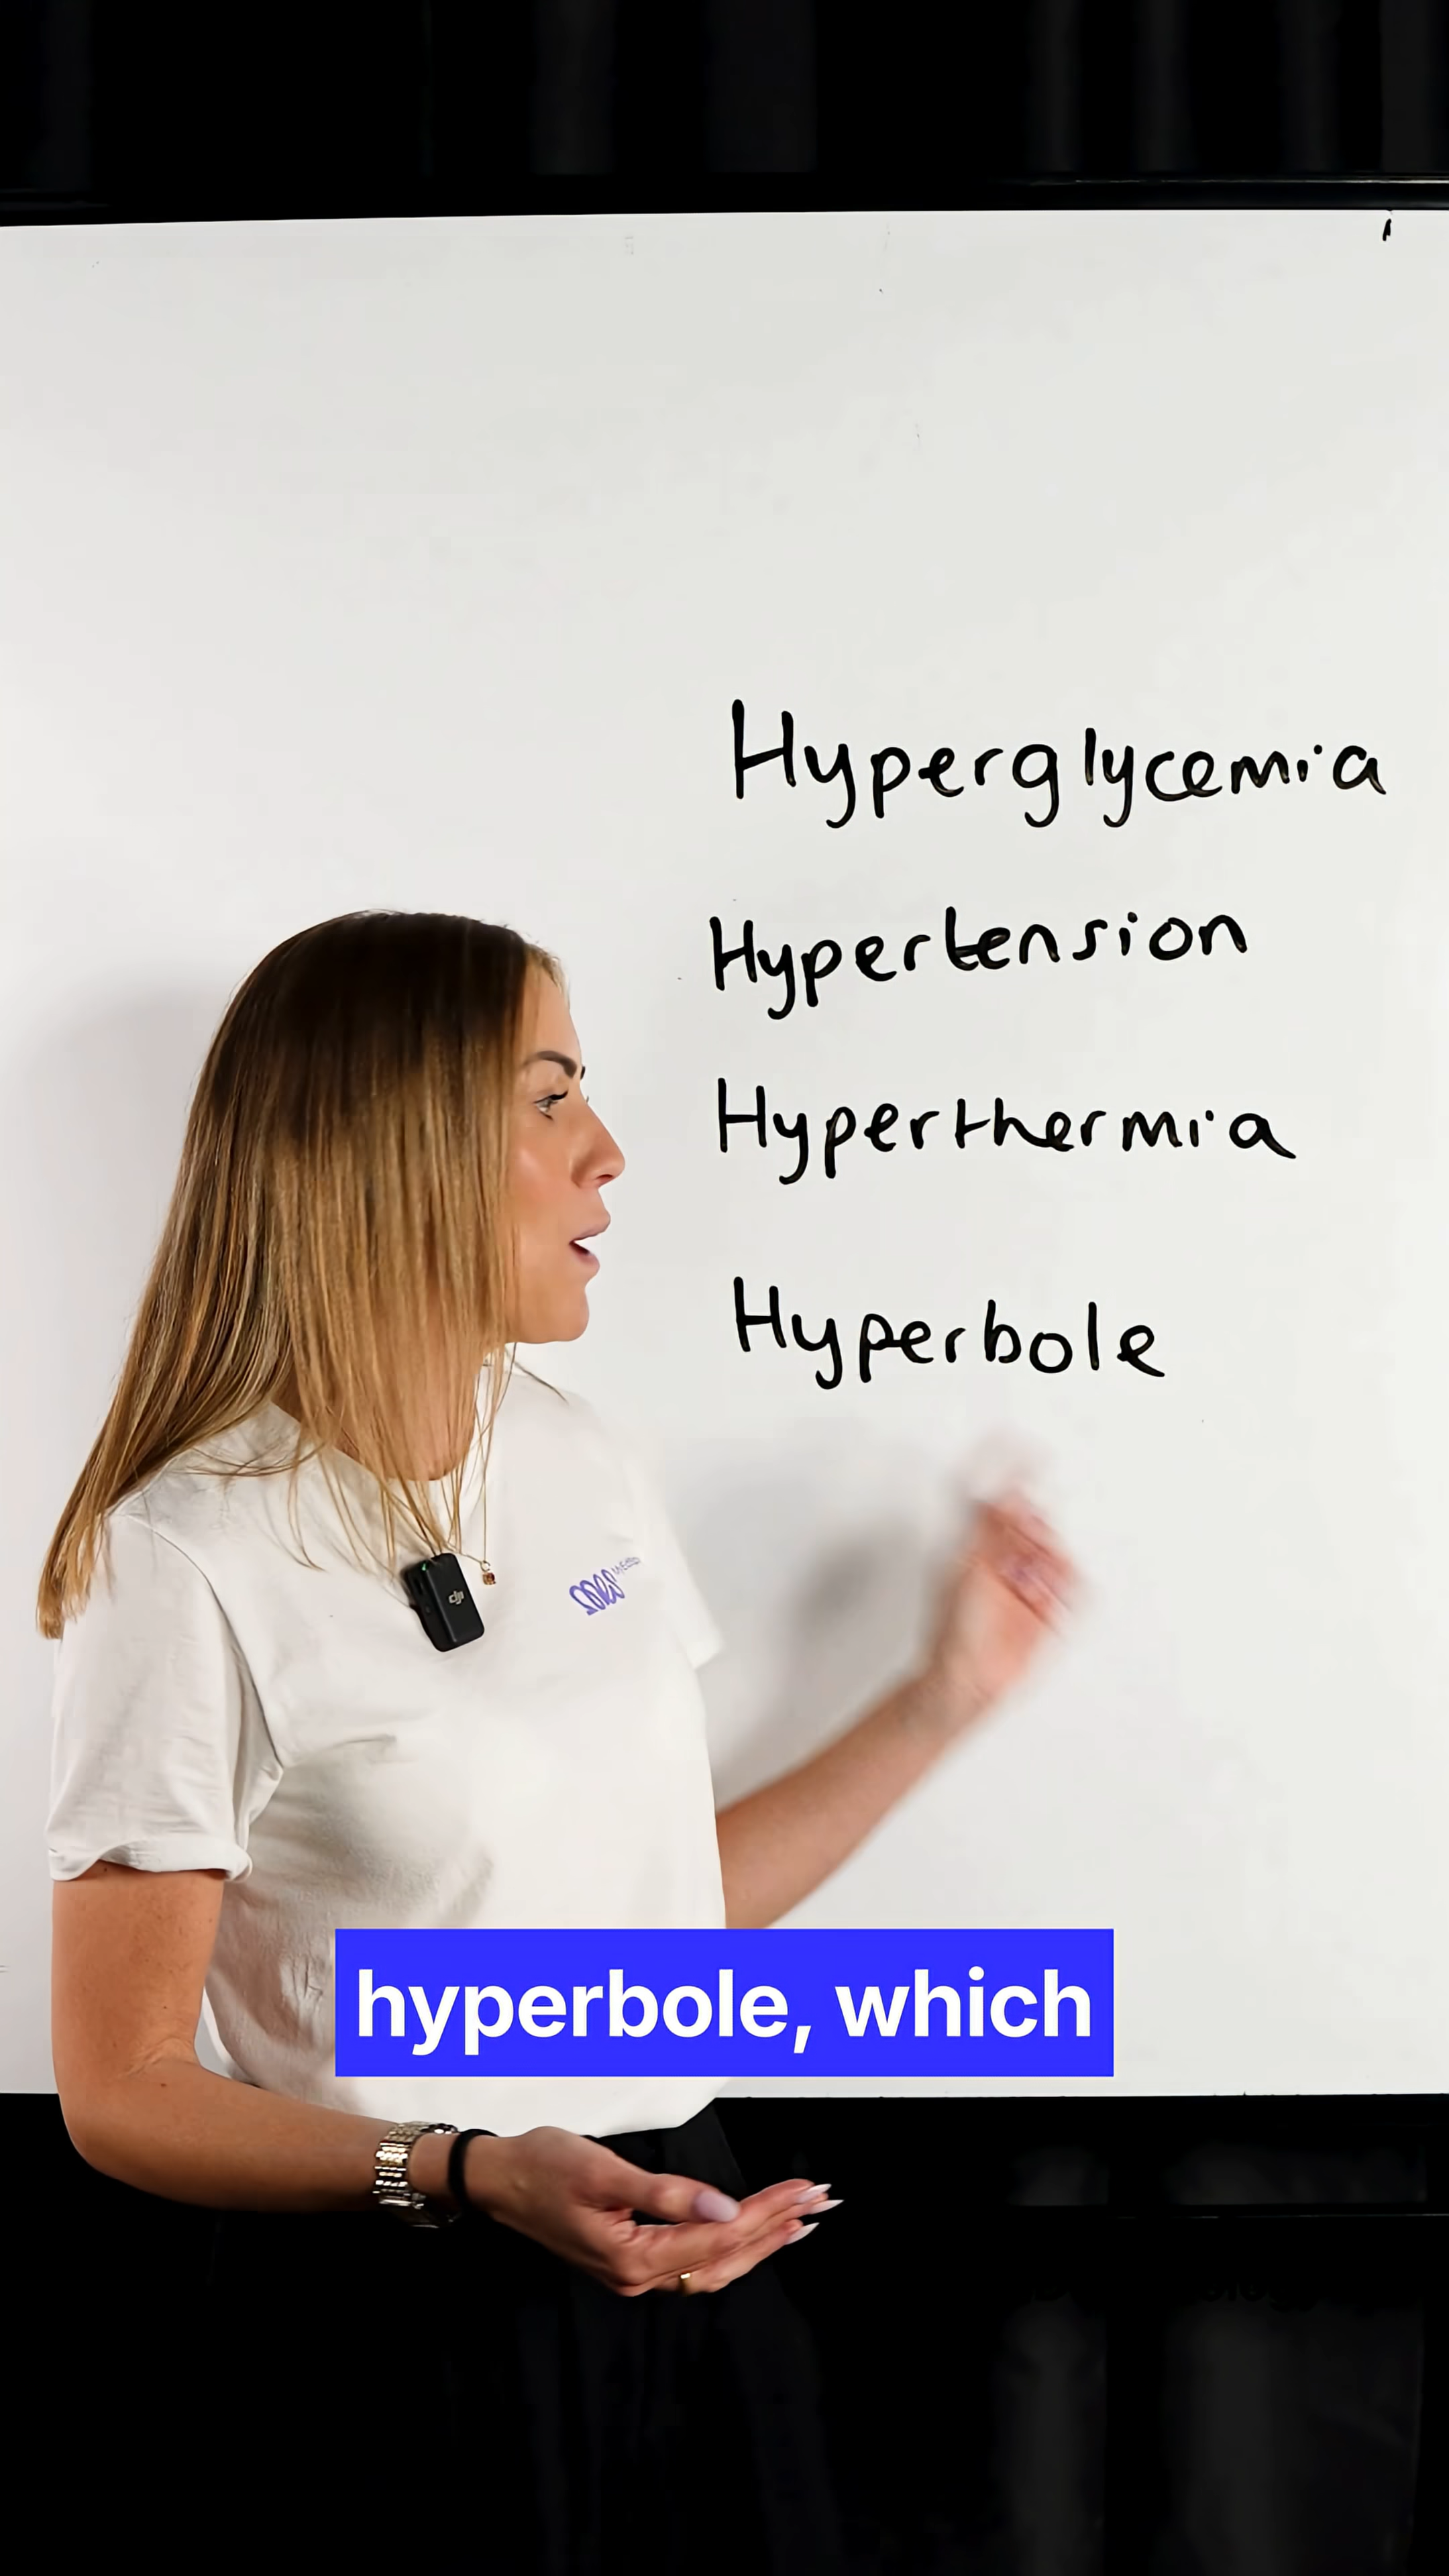 Hyperglycemia
Hypertension
Hyperthermia
Hyperbole
hyperbole, which